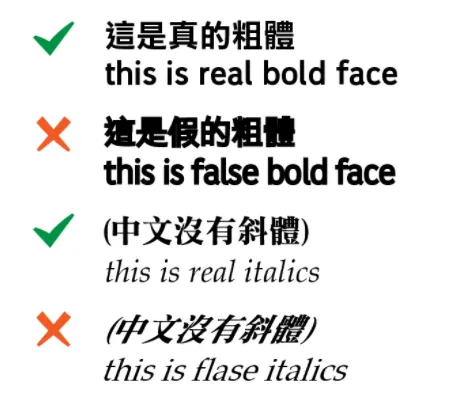 這是真的粗體
this is real bold face
這是假的粗體
this is false bold face
(中文沒有斜體)
this is real italics
(中文沒有斜體)
this is flase italics